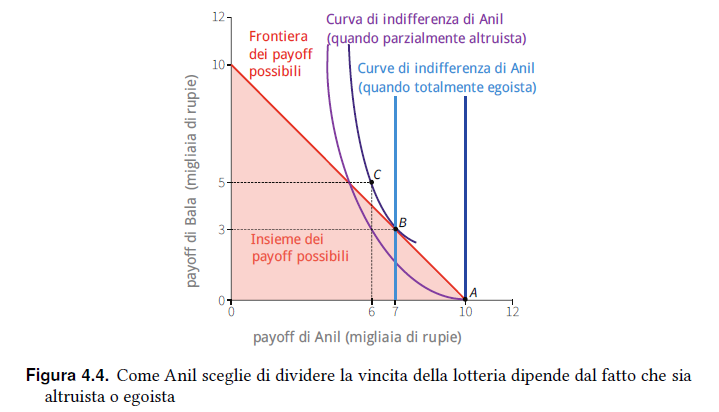 Curva di indifferenza di Anil
(quando parzialmente altruista)
Frontiera
dei payoff
possibili
Curve di indifferenza di Anil
(quando totalmente egoista)
12
10
5
3
0
payoff di Bala (migliaia di rupie)
C
B
A
Insieme dei
payoff possibili
0
6
7
10
12
payoff di Anil (migliaia di rupie)
Figura 4.4. Come Anil sceglie di dividere la vincita della lotteria dipende dal fatto che sia
altruista o egoista